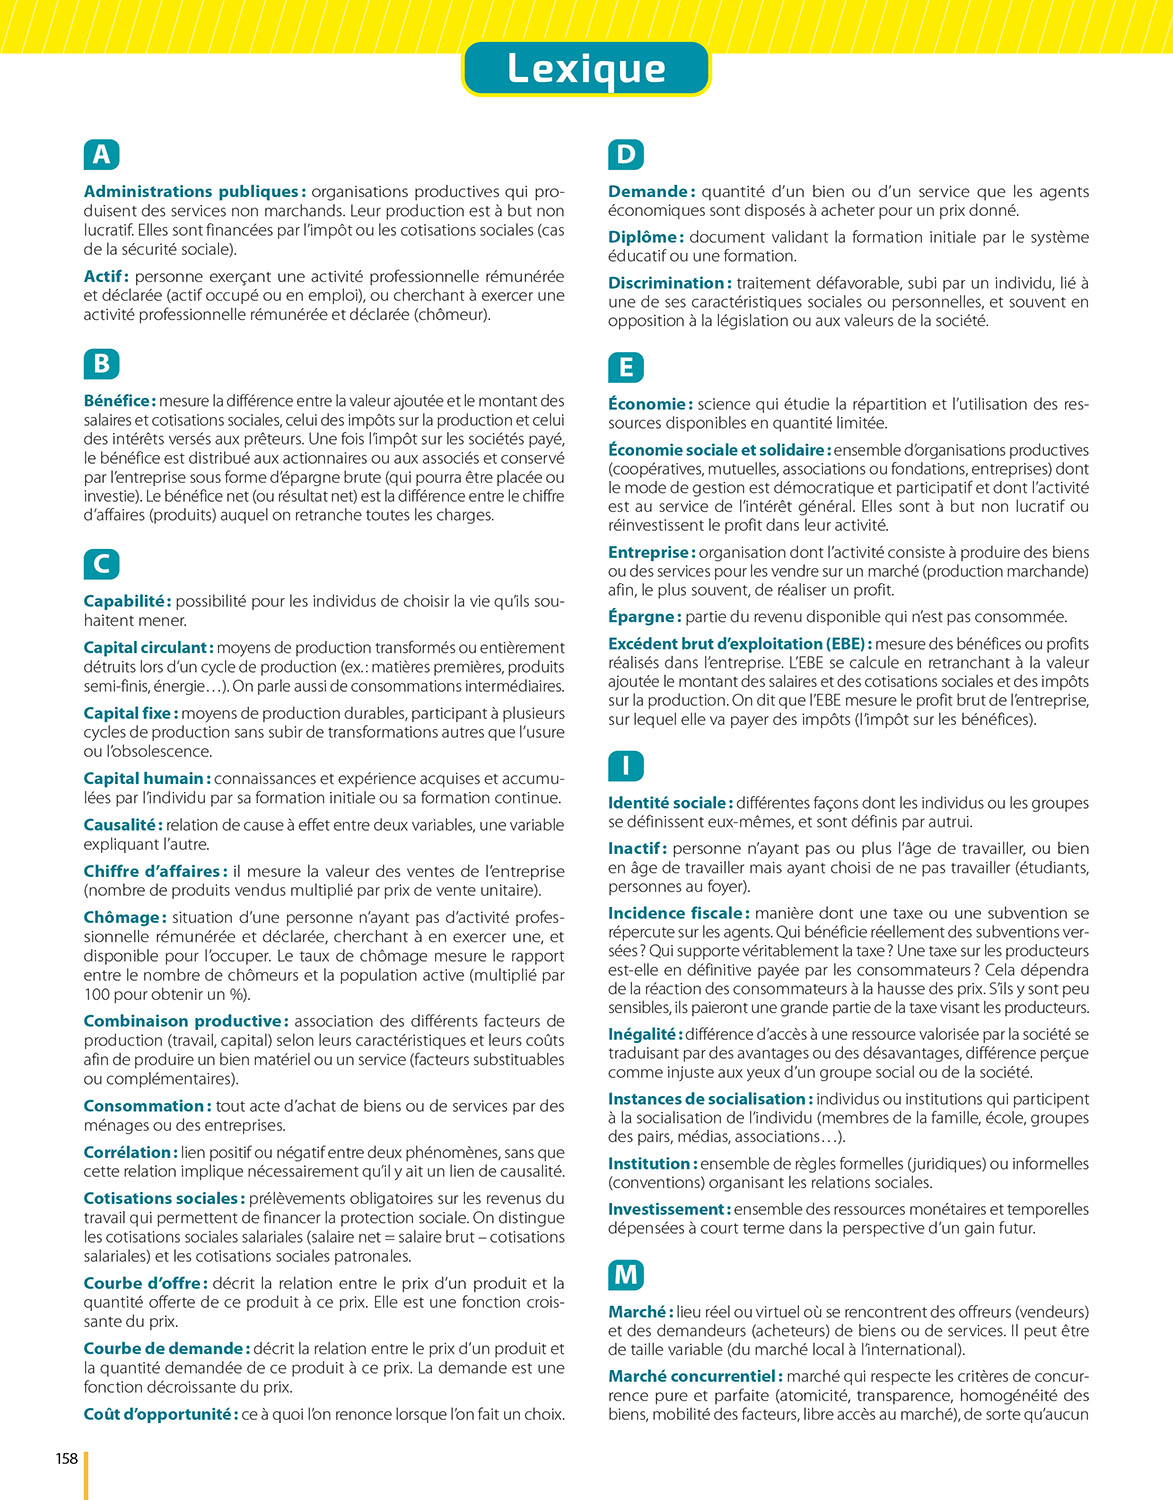 Lexique
A
Administrations publiques : organisations productives qui pro-
duisent des services non marchands. Leur production est à but non
lucratif. Elles sont financées par l’impôt ou les cotisations sociales (cas
de la sécurité sociale).
Actif : personne exerçant une activité professionnelle rémunérée
et déclarée (actif occupé ou en emploi), ou cherchant à exercer une
activité professionnelle rémunérée et déclarée (chômeur).
B
Bénéfice : mesure la différence entre la valeur ajoutée et le montant des
salaires et cotisations sociales, celui des impôts sur la production et celui
des intérêts versés aux prêteurs. Une fois l’impôt sur les sociétés payé,
le bénéfice est distribué aux actionnaires ou aux associés et conservé
par l’entreprise sous forme d’épargne brute (qui pourra être placée ou
investie). Le bénéfice net (ou résultat net) est la différence entre le chiffre
d’affaires (produits) auquel on retranche toutes les charges.
C
Capabilité : possibilité pour les individus de choisir la vie qu’ils sou-
haitent mener.
Capital circulant : moyens de production transformés ou entièrement
détruits lors d’un cycle de production (ex. : matières premières, produits
semi-finis, énergie…). On parle aussi de consommations intermédiaires.
Capital fixe : moyens de production durables, participant à plusieurs
cycles de production sans subir de transformations autres que l’usure
ou l’obsolescence.
Capital humain : connaissances et expérience acquises et accumu-
lées par l’individu par sa formation initiale ou sa formation continue.
Causalité : relation de cause à effet entre deux variables, une variable
expliquant l’autre.
Chiffre d’affaires : il mesure la valeur des ventes de l’entreprise
(nombre de produits vendus multiplié par prix de vente unitaire).
Chômage : situation d’une personne n’ayant pas d’activité profes-
sionnelle rémunérée et déclarée, cherchant à en exercer une, et
disponible pour l’occuper. Le taux de chômage mesure le rapport
entre le nombre de chômeurs et la population active (multiplié par
100 pour obtenir un %).
Combinaison productive : association des différents facteurs de
production (travail, capital) selon leurs caractéristiques et leurs coûts
afin de produire un bien matériel ou un service (facteurs substituables
ou complémentaires).
Consommation : tout acte d’achat de biens ou de services par des
ménages ou des entreprises.
Corrélation : lien positif ou négatif entre deux phénomènes, sans que
cette relation implique nécessairement qu’il y ait un lien de causalité.
Cotisations sociales : prélèvements obligatoires sur les revenus du
travail qui permettent de financer la protection sociale. On distingue
les cotisations sociales salariales (salaire net = salaire brut – cotisations
salariales) et les cotisations sociales patronales.
Courbe d’offre : décrit la relation entre le prix d’un produit et la
quantité offerte de ce produit à ce prix. Elle est une fonction crois-
sante du prix.
Courbe de demande : décrit la relation entre le prix d’un produit et
la quantité demandée de ce produit à ce prix. La demande est une
fonction décroissante du prix.
Coût d’opportunité : ce à quoi l’on renonce lorsque l’on fait un choix.
D
Demande : quantité d’un bien ou d’un service que les agents
économiques sont disposés à acheter pour un prix donné.
Diplôme : document validant la formation initiale par le système
éducatif ou une formation.
Discrimination : traitement défavorable, subi par un individu, lié à
une de ses caractéristiques sociales ou personnelles, et souvent en
opposition à la législation ou aux valeurs de la société.
E
Économie : science qui étudie la répartition et l’utilisation des res-
sources disponibles en quantité limitée.
Économie sociale et solidaire : ensemble d’organisations productives
(coopératives, mutuelles, associations ou fondations, entreprises) dont
le mode de gestion est démocratique et participatif et dont l’activité
est au service de l’intérêt général. Elles sont à but non lucratif ou
réinvestissent le profit dans leur activité.
Entreprise : organisation dont l’activité consiste à produire des biens
ou des services pour les vendre sur un marché (production marchande)
afin, le plus souvent, de réaliser un profit.
Épargne : partie du revenu disponible qui n’est pas consommée.
Excédent brut d’exploitation (EBE) : mesure des bénéfices ou profits
réalisés dans l’entreprise. L’EBE se calcule en retranchant à la valeur
ajoutée le montant des salaires et des cotisations sociales et des impôts
sur la production. On dit que l’EBE mesure le profit brut de l’entreprise,
sur lequel elle va payer des impôts (l’impôt sur les bénéfices).
I
Identité sociale : différentes façons dont les individus ou les groupes
se définissent eux-mêmes, et sont définis par autrui.
Inactif : personne n’ayant pas ou plus l’âge de travailler, ou bien
en âge de travailler mais ayant choisi de ne pas travailler (étudiants,
personnes au foyer).
Incidence fiscale : manière dont une taxe ou une subvention se
répercute sur les agents. Qui bénéficie réellement des subventions ver-
sées ? Qui supporte véritablement la taxe ? Une taxe sur les producteurs
est-elle en définitive payée par les consommateurs ? Cela dépendra
de la réaction des consommateurs à la hausse des prix. S’ils y sont peu
sensibles, ils paieront une grande partie de la taxe visant les producteurs.
Inégalité : différence d’accès à une ressource valorisée par la société se
traduisant par des avantages ou des désavantages, différence perçue
comme injuste aux yeux d’un groupe social ou de la société.
Instances de socialisation : individus ou institutions qui participent
à la socialisation de l’individu (membres de la famille, école, groupes
des pairs, médias, associations…).
Institution : ensemble de règles formelles (juridiques) ou informelles
(conventions) organisant les relations sociales.
Investissement : ensemble des ressources monétaires et temporelles
dépensées à court terme dans la perspective d’un gain futur.
M
Marché : lieu réel ou virtuel où se rencontrent des offreurs (vendeurs)
et des demandeurs (acheteurs) de biens ou de services. Il peut être
de taille variable (du marché local à l’international).
Marché concurrentiel : marché qui respecte les critères de concur-
rence pure et parfaite (atomicité, transparence, homogénéité des
biens, mobilité des facteurs, libre accès au marché), de sorte qu’aucun
158